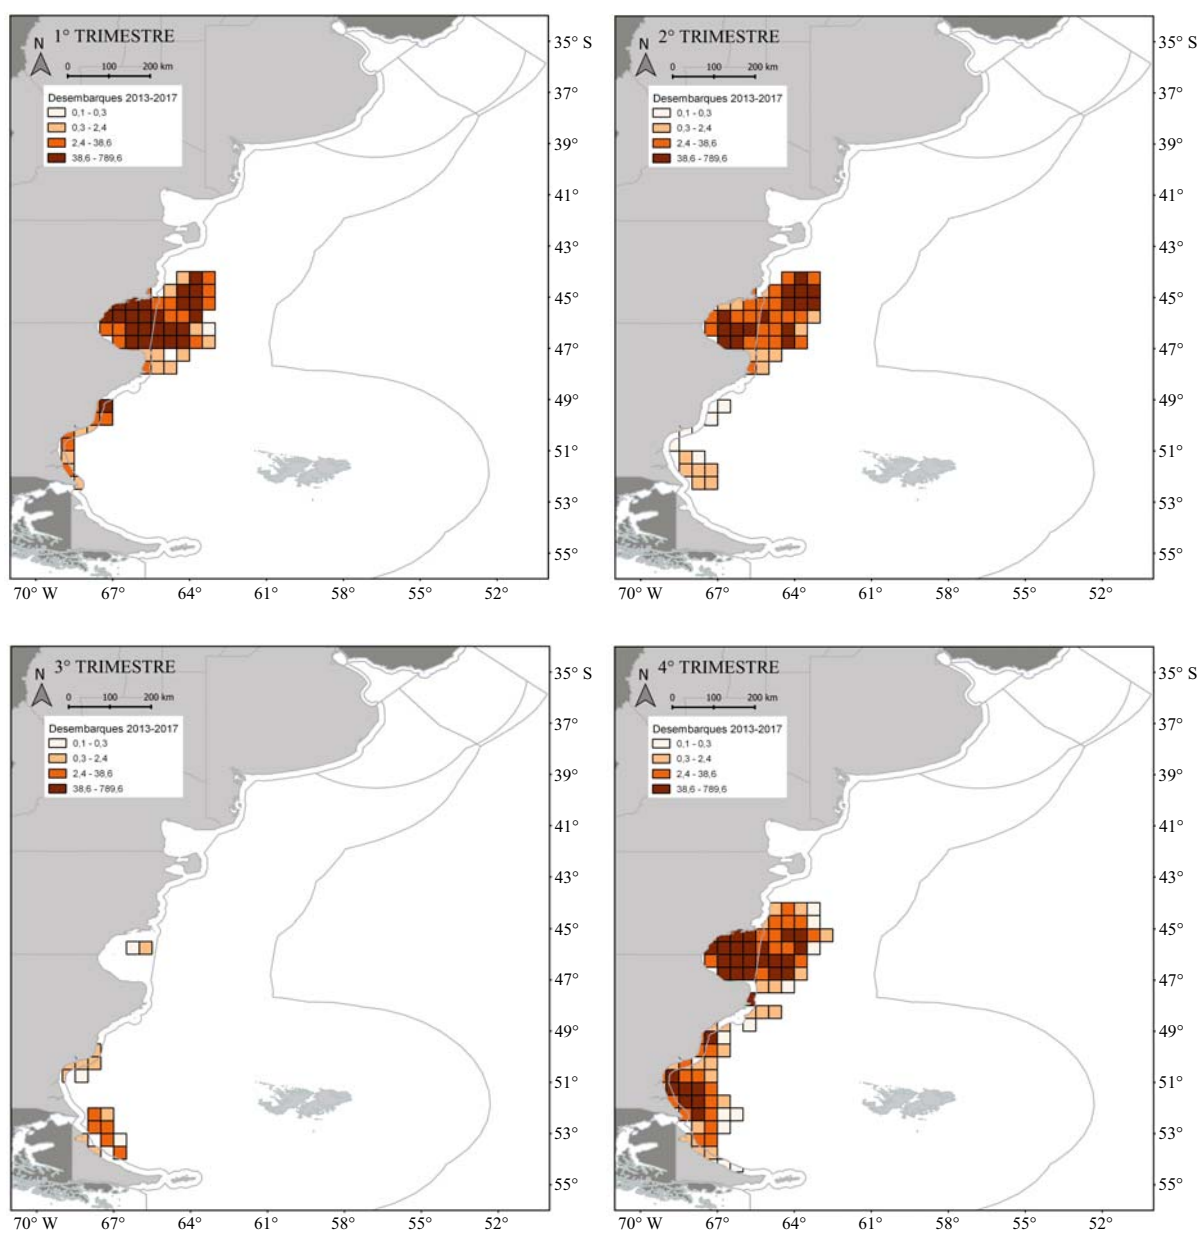 1° TRIMESTRE
N
0 100 200 km
Desembarques 2013-2017
0,1 - 0,3
0,3 - 2,4
2,4 - 38,6
38,6 - 789,6
35° S
37°
39°
41°
43°
45°
47°
49°
51°
53°
55°
70° W 67° 64° 61° 58° 55° 52°
2° TRIMESTRE
N
0 100 200 km
Desembarques 2013-2017
0,1 - 0,3
0,3 - 2,4
2,4 - 38,6
38,6 - 789,6
35° S
37°
39°
41°
43°
45°
47°
49°
51°
53°
55°
70° W 67° 64° 61° 58° 55° 52°
3° TRIMESTRE
N
0 100 200 km
Desembarques 2013-2017
0,1 - 0,3
0,3 - 2,4
2,4 - 38,6
38,6 - 789,6
35° S
37°
39°
41°
43°
45°
47°
49°
51°
53°
55°
70° W 67° 64° 61° 58° 55° 52°
4° TRIMESTRE
N
0 100 200 km
Desembarques 2013-2017
0,1 - 0,3
0,3 - 2,4
2,4 - 38,6
38,6 - 789,6
35° S
37°
39°
41°
43°
45°
47°
49°
51°
53°
55°
70° W 67° 64° 61° 58° 55° 52°